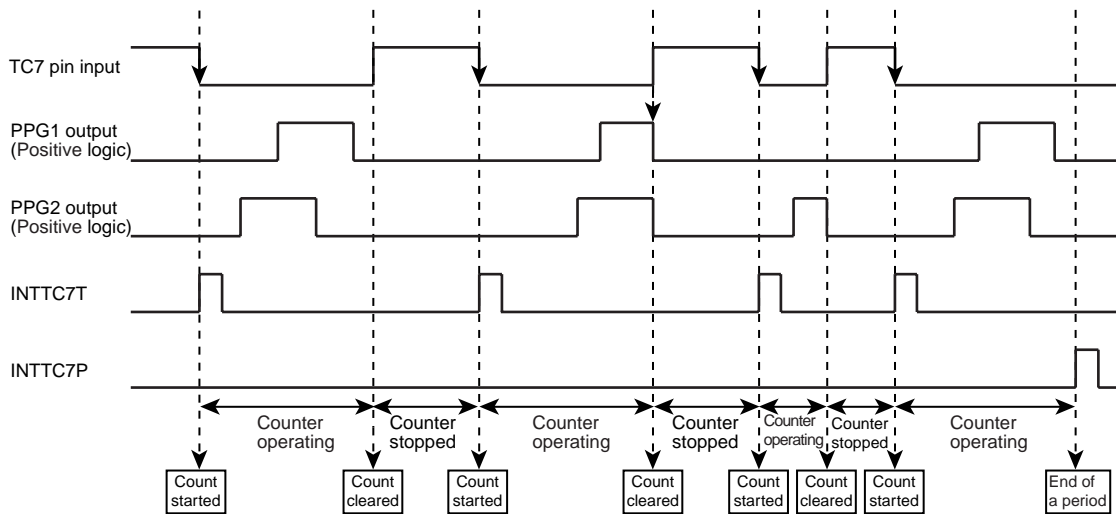 TC7 pin input
PPG1 output
(Positive logic)
PPG2 output
(Positive logic)
INTTC7T
INTTC7P
Counter
operating
Counter
stopped
Counter
operating
Counter
stopped
Counter
operating
Counter
stopped
Counter
operating
Count
started
Count
cleared
Count
started
Count
cleared
Count
started
Count
cleared
Count
started
End of
a period